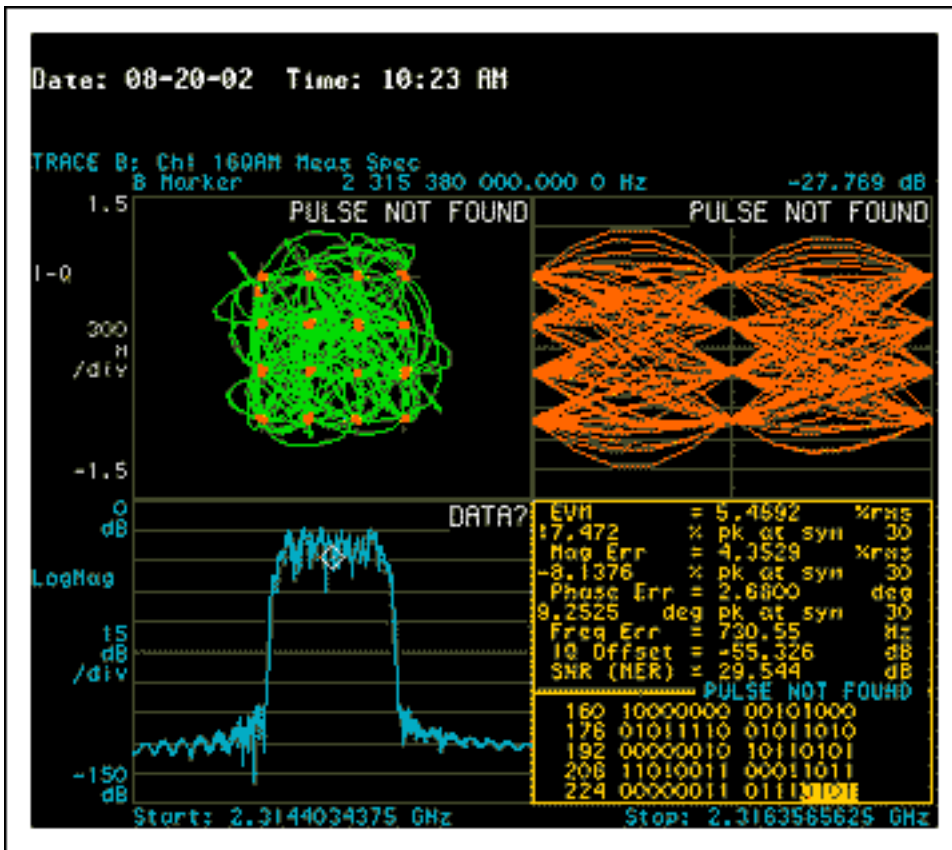 Date: 08-20-02 Time: 10:23 AM
TRACE B: Ch1 16QAM Meas Spec
B Marker 2 315 380 000.000 0 Hz -27.769 dB
1.5
PULSE NOT FOUND
PULSE NOT FOUND
I-Q
300
m
/div
-1.5
0
dB
DATA?
LogMag
15
dB
/div
-150
dB
EVM = 5.4692 %rms
17.472 % pk at sym 30
Mag Err = 4.3529 %rms
-8.1376 % pk at sym 30
Phase Err = 2.6800 deg
9.2525 deg pk at sym 30
Freq Err = 730.55 Hz
IQ Offset = -55.326 dB
SNR (MER) = 29.544 dB
PULSE NOT FOUND
160 10000000 00101000
176 01011110 01011010
192 00000010 10110101
208 11010011 00011011
224 00000011 01110101
Start: 2.3144034375 GHz Stop: 2.3163565625 GHz